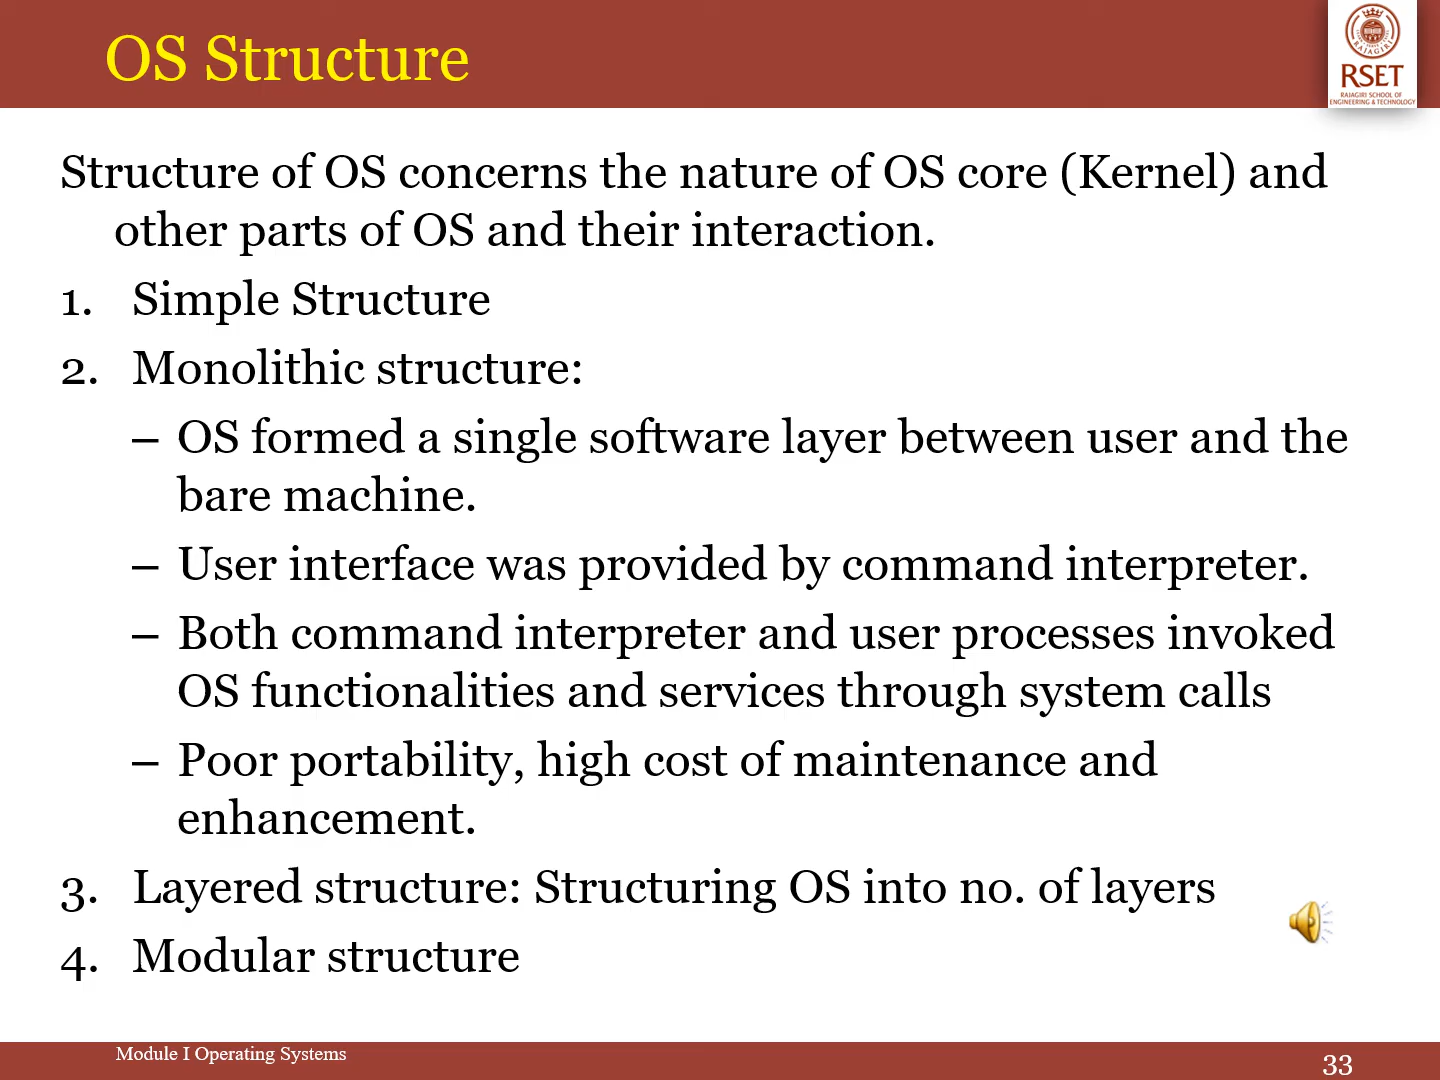 OS Structure
RAJAGIRI
RSET
RAJAGIRI SCHOOL OF
ENGINEERING & TECHNOLOGY
Structure of OS concerns the nature of OS core (Kernel) and
other parts of OS and their interaction.
1. Simple Structure
2. Monolithic structure:
– OS formed a single software layer between user and the
bare machine.
– User interface was provided by command interpreter.
– Both command interpreter and user processes invoked
OS functionalities and services through system calls
– Poor portability, high cost of maintenance and
enhancement.
3. Layered structure: Structuring OS into no. of layers
4. Modular structure
Module I Operating Systems
33